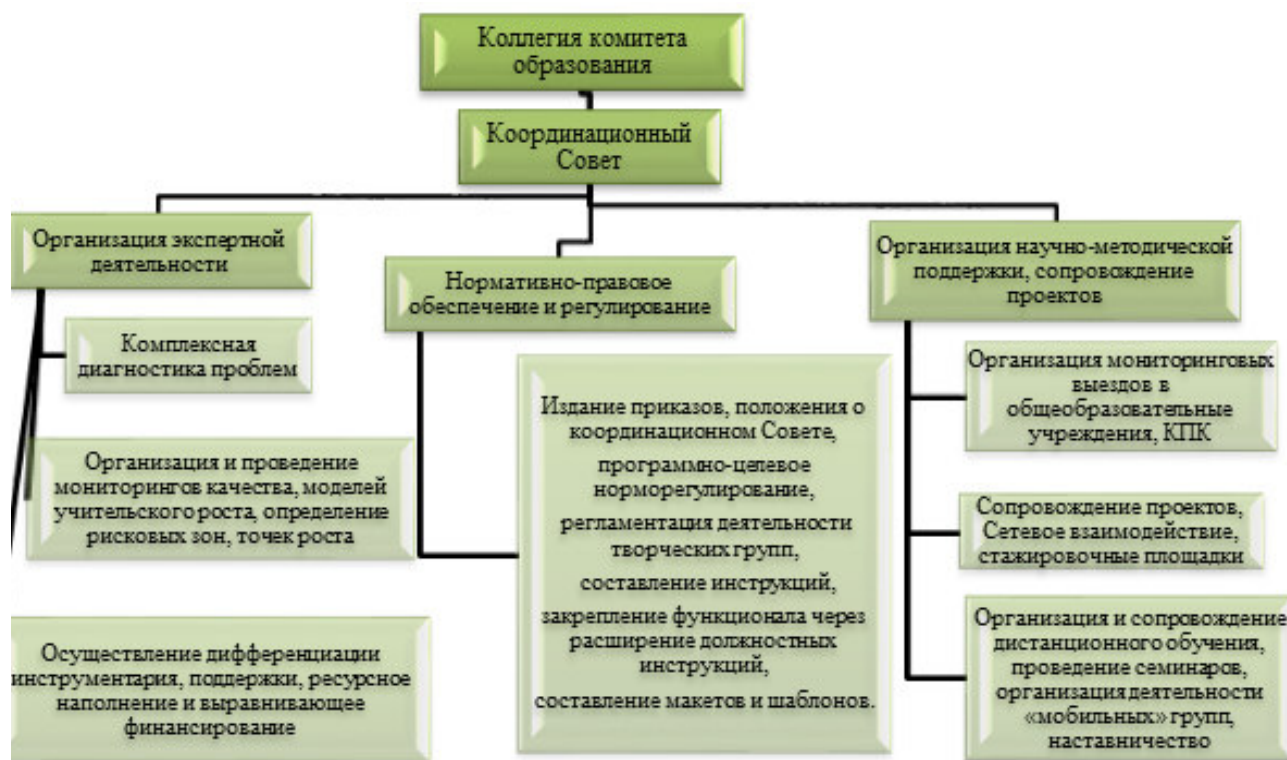 Коллегия комитета
образования
Координационный
Совет
Организация экспертной
деятельности
Комплексная
диагностика проблем
Организация и проведение
мониторингов качества, моделей
учительского роста, определение
рисковых зон, точек роста
Осуществление дифференциации
инструментария, поддержки, ресурсное
наполнение и выравнивающее
финансирование
Нормативно-правовое
обеспечение и регулирование
Издание приказов, положения о
координационном Совете,
программно-целевое
норморегулирование,
регламентация деятельности
творческих групп,
составление инструкций,
закрепление функционала через
расширение должностных
инструкций,
составление макетов и шаблонов.
Организация научно-методической
поддержки, сопровождение
проектов
Организация мониторинговых
выездов в
общеобразовательные
учреждения, КПК
Сопровождение проектов,
Сетевое взаимодействие,
стажировочные площадки
Организация и сопровождение
дистанционного обучения,
проведение семинаров,
организация деятельности
«мобильных» групп,
наставничество